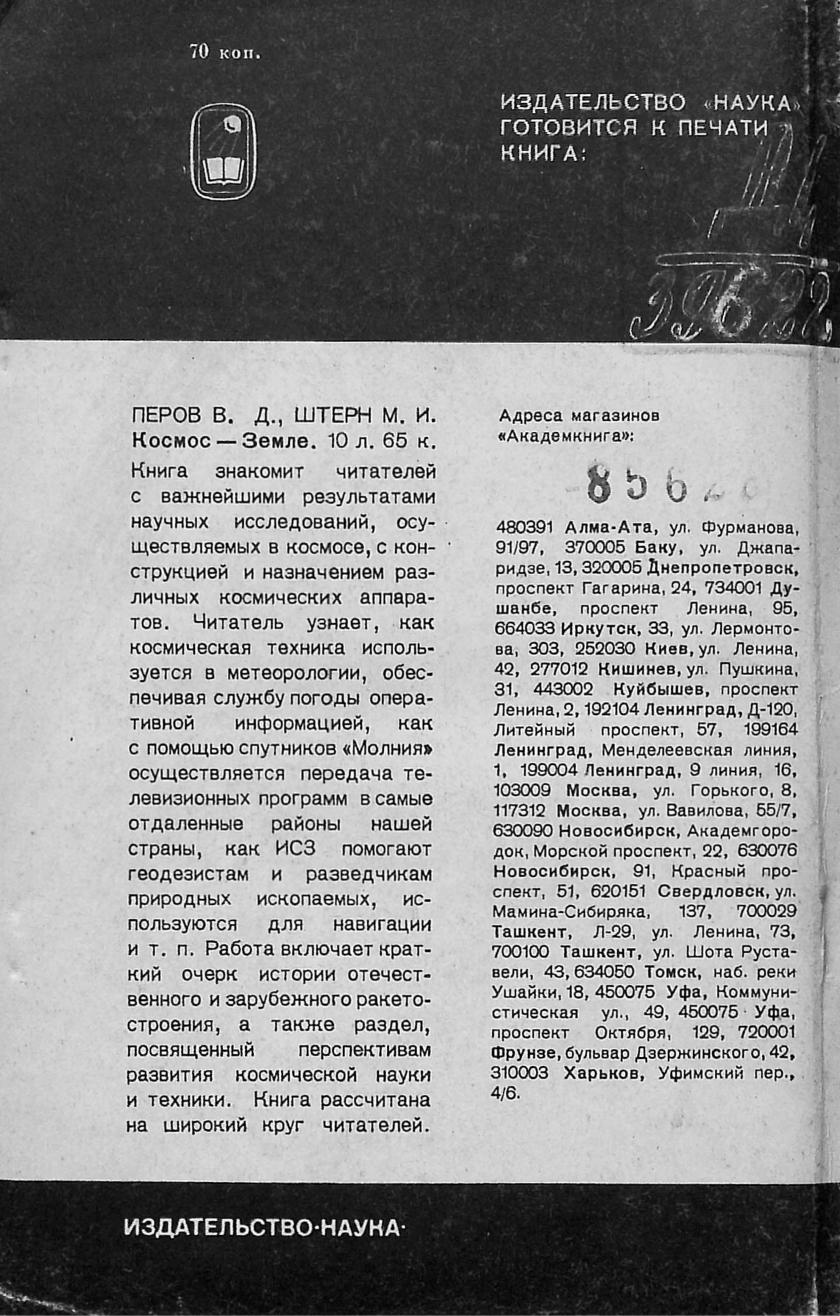 70 коп.
ИЗДАТЕЛЬСТВО «НАУКА»
ГОТОВИТСЯ К ПЕЧАТИ
КНИГА:
39622
ПЕРОВ В. Д., ШТЕРН М. И.
Космос — Земле. 10 л. 65 к.
Книга знакомит читателей
с важнейшими результатами
научных исследований, осу-
ществляемых в космосе, с кон-
струкцией и назначением раз-
личных космических аппара-
тов. Читатель узнает, как
космическая техника исполь-
зуется в метеорологии, обес-
печивая службу погоды опера-
тивной информацией, как
с помощью спутников «Молния»
осуществляется передача те-
левизионных программ в самые
отдаленные районы нашей
страны, как ИСЗ помогают
геодезистам и разведчикам
природных ископаемых, ис-
пользуются для навигации
и т. п. Работа включает крат-
кий очерк истории отечест-
венного и зарубежного ракето-
строения, а также раздел,
посвященный перспективам
развития космической науки
и техники. Книга рассчитана
на широкий круг читателей.
Адреса магазинов
«Академкнига»:
856
480391 Алма-Ата, ул. Фурманова,
91/97, 370005 Баку, ул. Джапа-
ридзе, 13, 320005 Днепропетровск,
проспект Гагарина, 24, 734001 Ду-
шанбе, проспект Ленина, 95,
664033 Иркутск, 33, ул. Лермонто-
ва, 303, 252030 Киев, ул. Ленина,
42, 277012 Кишинев, ул. Пушкина,
31, 443002 Куйбышев, проспект
Ленина, 2, 192104 Ленинград, Д-120,
Литейный проспект, 57, 199164
Ленинград, Менделеевская линия,
1, 199004 Ленинград, 9 линия, 16,
103009 Москва, ул. Горького, 8,
117312 Москва, ул. Вавилова, 55/7,
630090 Новосибирск, Академгоро-
док, Морской проспект, 22, 630076
Новосибирск, 91, Красный про-
спект, 51, 620151 Свердловск, ул.
Мамина-Сибиряка, 137, 700029
Ташкент, Л-29, ул. Ленина, 73,
700100 Ташкент, ул. Шота Руста-
вели, 43, 634050 Томск, наб. реки
Ушайки, 18, 450075 Уфа, Коммуни-
стическая ул., 49, 450075 Уфа,
проспект Октября, 129, 720001
Фрунзе, бульвар Дзержинского, 42,
310003 Харьков, Уфимский пер.,
4/6.
ИЗДАТЕЛЬСТВО·НАУКА·